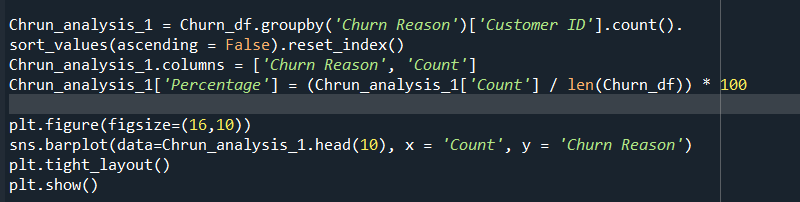 Chrun_analysis_1 = Churn_df.groupby('Churn Reason')['Customer ID'].count().
sort_values(ascending = False).reset_index()
Chrun_analysis_1.columns = ['Churn Reason', 'Count']
Chrun_analysis_1['Percentage'] = (Chrun_analysis_1['Count'] / len(Churn_df)) * 100
plt.figure(figsize=(16,10))
sns.barplot(data=Chrun_analysis_1.head(10), x = 'Count', y = 'Churn Reason')
plt.tight_layout()
plt.show()